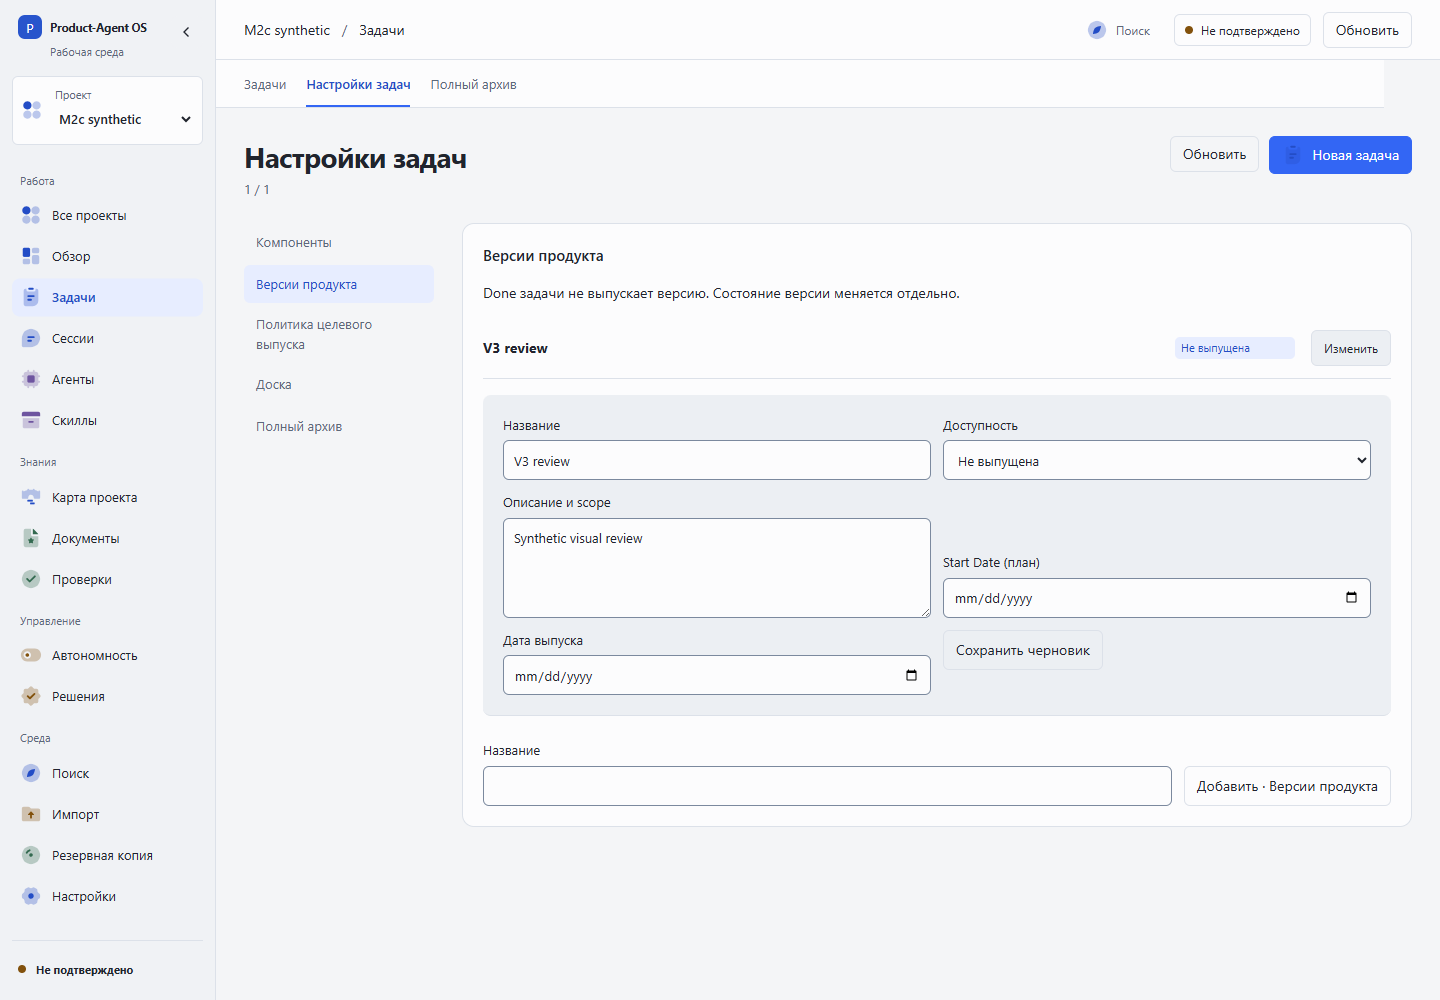 P
Product-Agent OS
Рабочая среда
Проект
M2c synthetic
Работа
Все проекты
Обзор
Задачи
Сессии
Агенты
Скиллы
Знания
Карта проекта
Документы
Проверки
Управление
Автономность
Решения
Среда
Поиск
Импорт
Резервная копия
Настройки
Не подтверждено
M2c synthetic / Задачи
Поиск
Не подтверждено
Обновить
Задачи
Настройки задач
Полный архив
Настройки задач
1 / 1
Обновить
Новая задача
Компоненты
Версии продукта
Политика целевого
выпуска
Доска
Полный архив
Версии продукта
Done задачи не выпускает версию. Состояние версии меняется отдельно.
V3 review
Не выпущена
Изменить
Название
V3 review
Доступность
Не выпущена
Описание и scope
Synthetic visual review
Start Date (план)
mm/dd/yyyy
Дата выпуска
mm/dd/yyyy
Сохранить черновик
Название
Добавить · Версии продукта